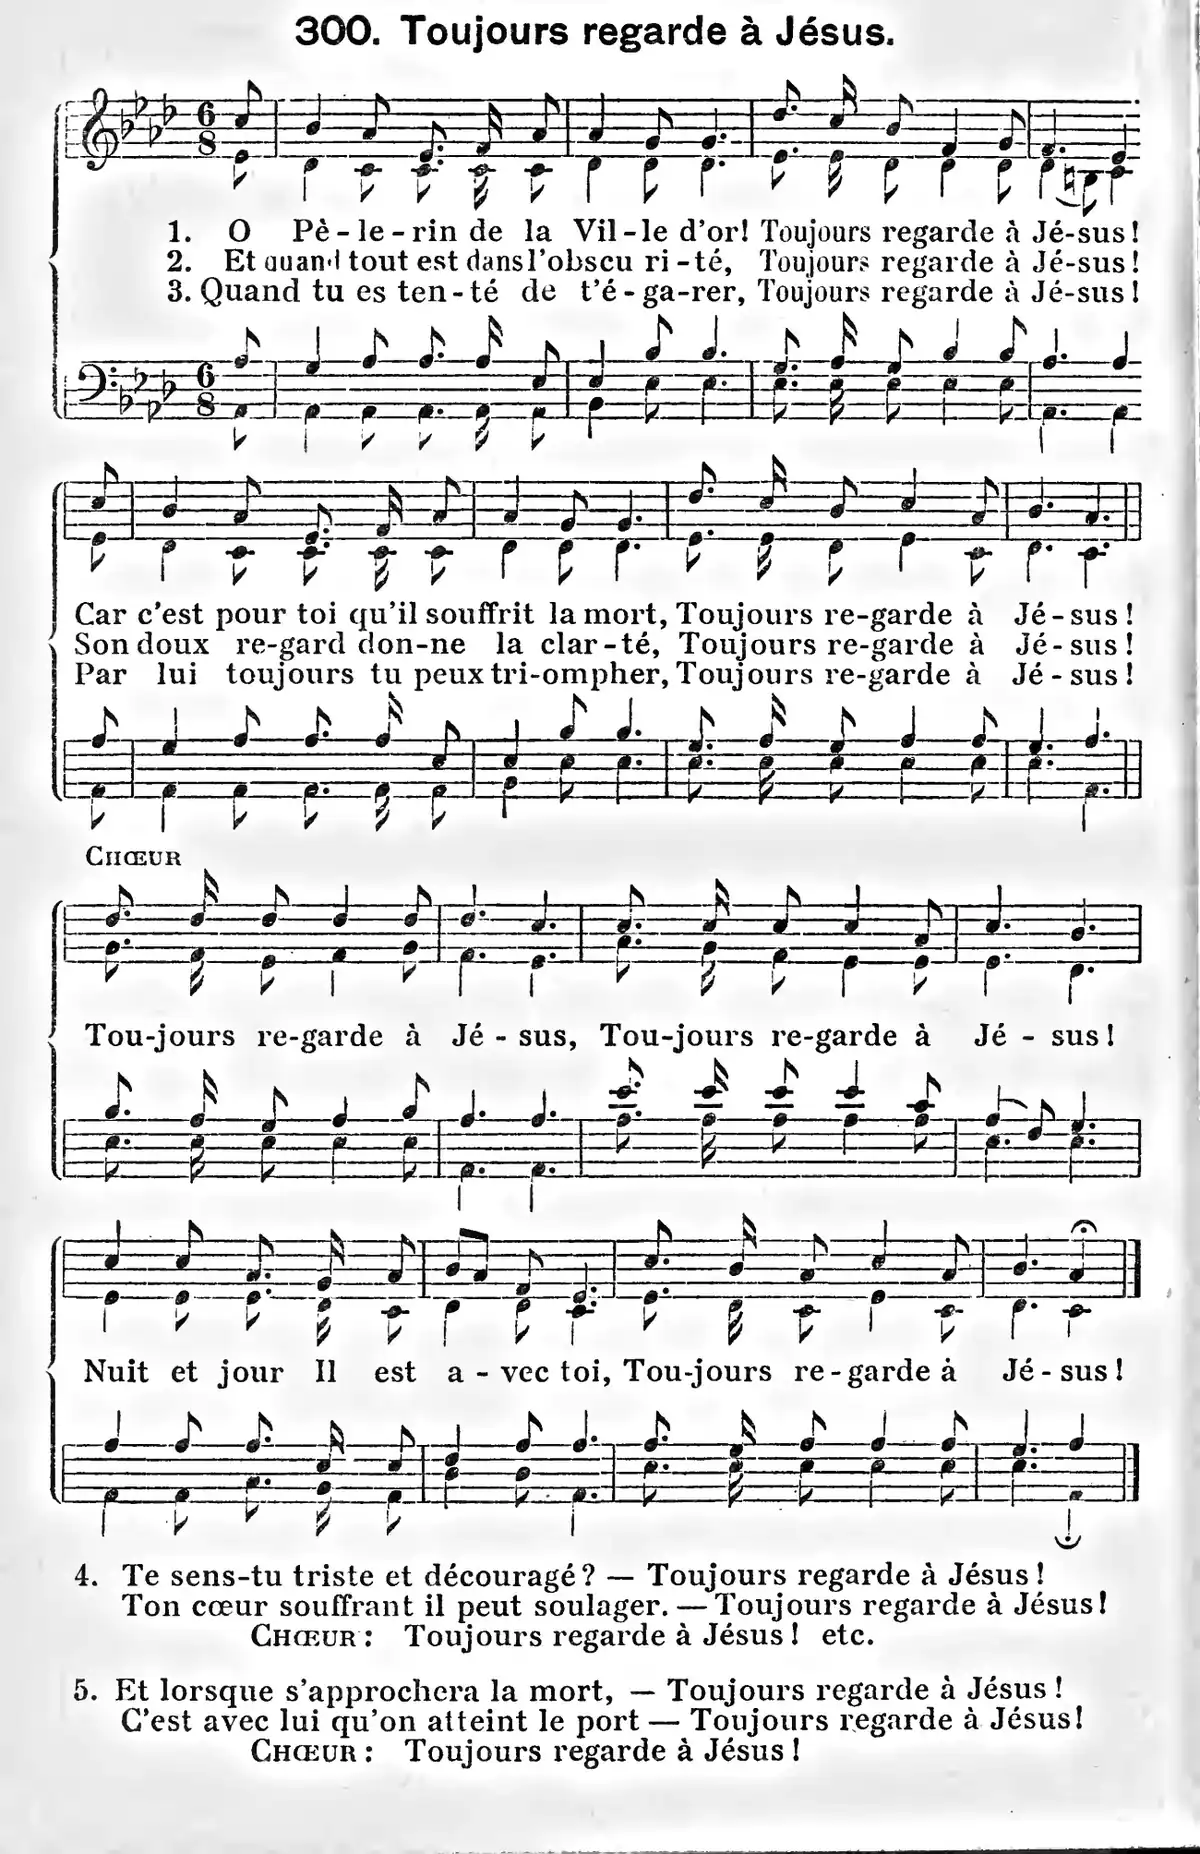 300. Toujours regarde à Jésus.
6
8
1. O Pè-le-rin de la Vil-le d'or! Toujours regarde à Jé-sus!
2. Et quand tout est dans l'obscu ri-té, Toujours regarde à Jé-sus!
3. Quand tu es ten-té de t'é-ga-rer, Toujours regarde à Jé-sus!
6
8
Car c'est pour toi qu'il souffrit la mort, Toujours re-garde à Jé-sus!
Son doux re-gard don-ne la clar-té, Toujours re-garde à Jé-sus!
Par lui toujours tu peux tri-ompher, Toujours re-garde à Jé-sus!
CHŒUR
Tou-jours re-garde à Jé - sus, Tou-jours re-garde à Jé - sus!
Nuit et jour Il est a - vec toi, Tou-jours re-garde à Jé-sus!
4. Te sens-tu triste et découragé? — Toujours regarde à Jésus!
Ton cœur souffrant il peut soulager. — Toujours regarde à Jésus!
CHŒUR: Toujours regarde à Jésus! etc.
5. Et lorsque s'approchera la mort, — Toujours regarde à Jésus!
C'est avec lui qu'on atteint le port — Toujours regarde à Jésus!
CHŒUR: Toujours regarde à Jésus!